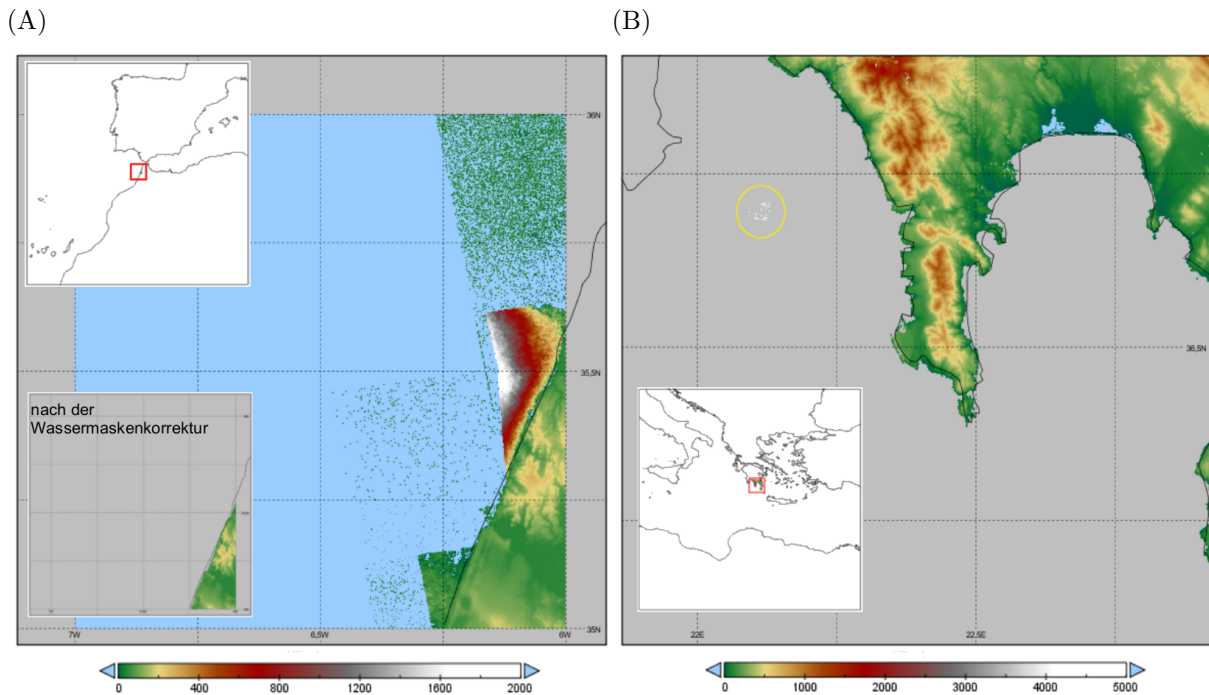 (A)
(B)
36N
nach der
Wassermaskenkorrektur
35,5N
36,5N
7W
6,5W
6W
35N
22E
22,5E
0 400 800 1200 1600 2000
0 1000 2000 3000 4000 5000